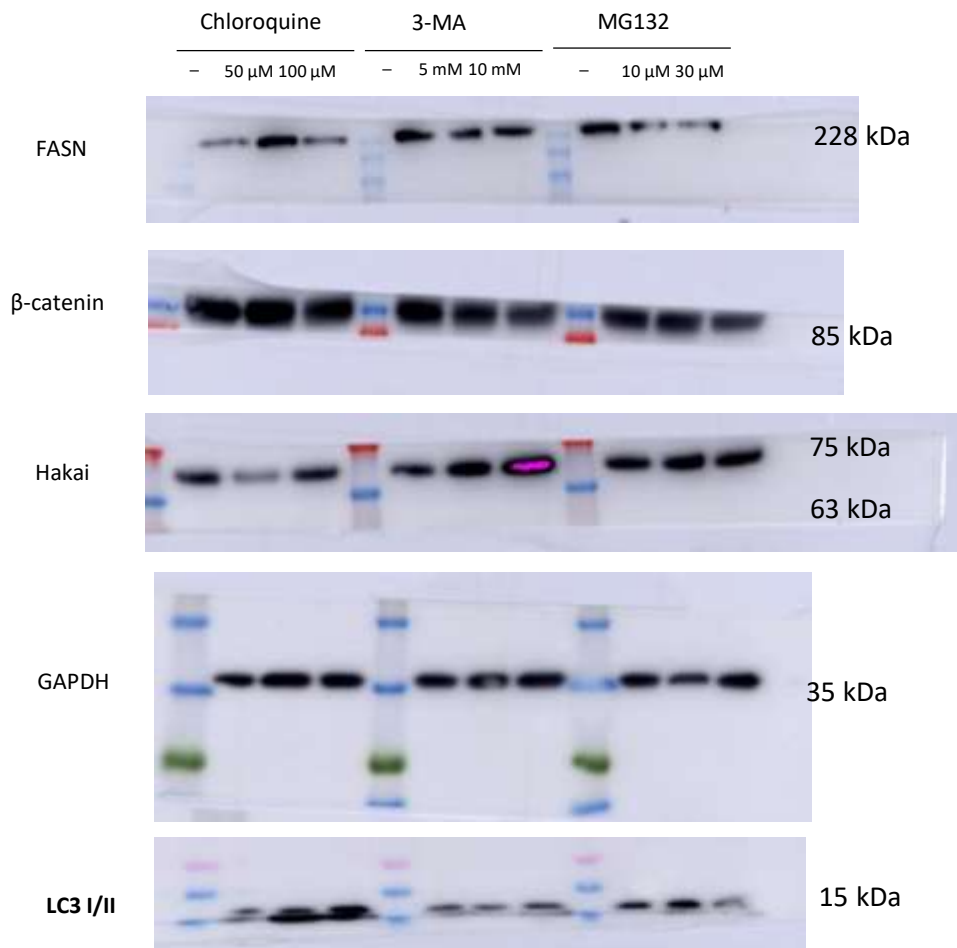 Chloroquine 3-MA MG132
– 50 µM 100 µM – 5 mM 10 mM – 10 µM 30 µM
FASN 228 kDa
β-catenin
85 kDa
Hakai
75 kDa
63 kDa
GAPDH 35 kDa
LC3 I/II 15 kDa